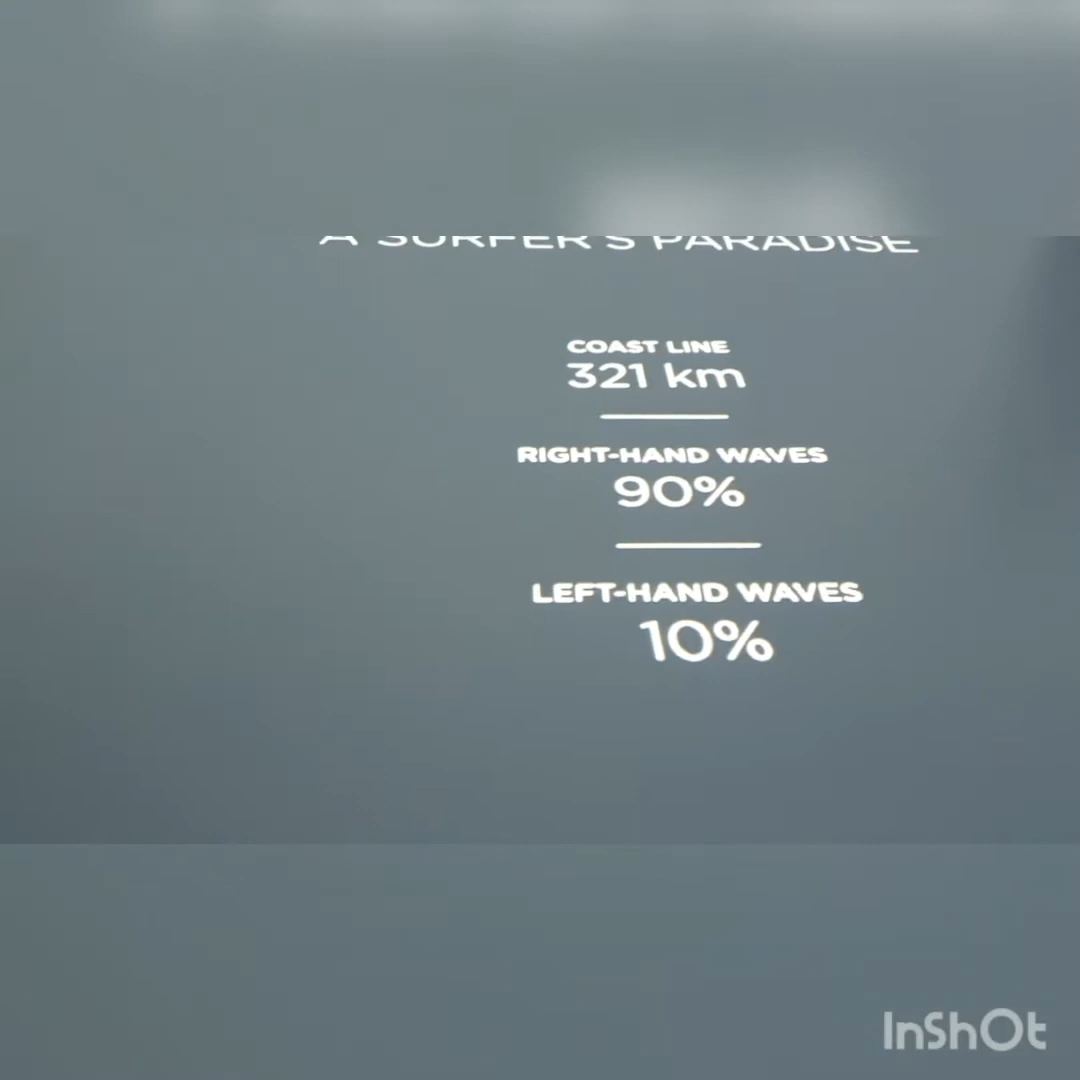 A SURFER'S PARADISE
COAST LINE
321 km
RIGHT-HAND WAVES
90%
LEFT-HAND WAVES
10%
InShOt